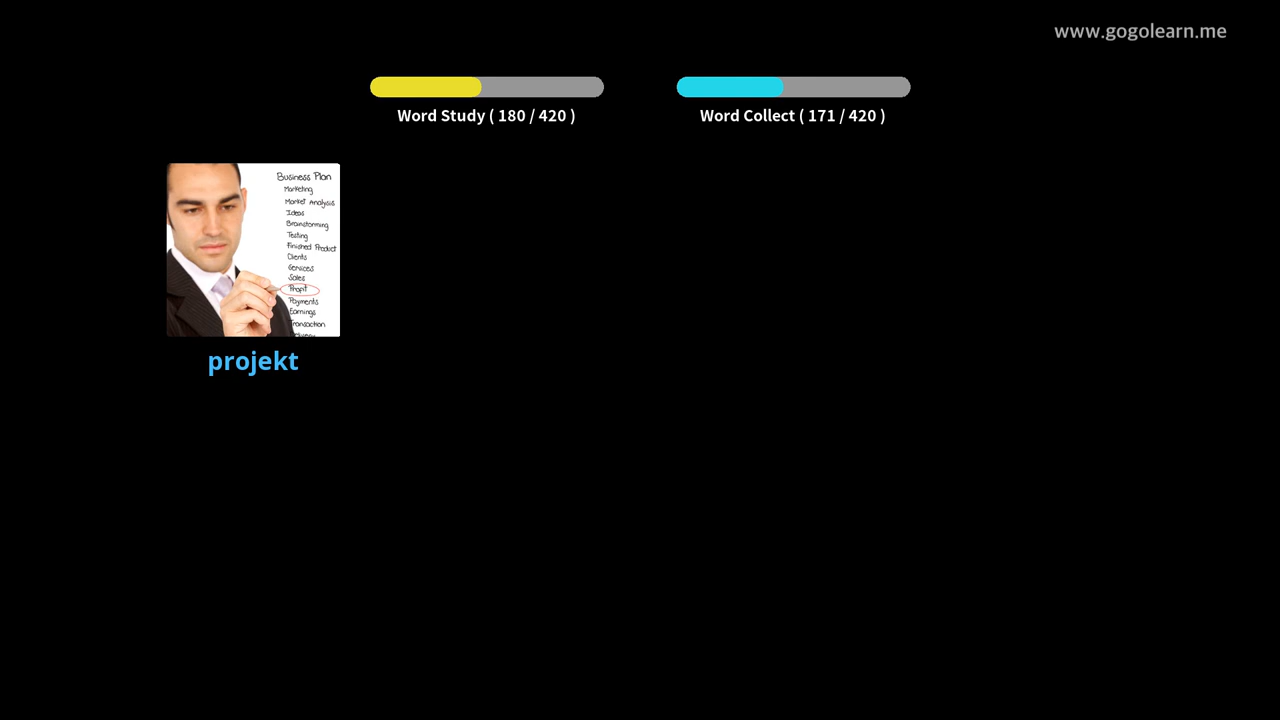 www.gogolearn.me
Word Study ( 180 / 420 )
Word Collect ( 171 / 420 )
Business Plan
Marketing
Market Analysis
Ideas
Brainstorming
Testing
Finished Product
Clients
Services
Sales
Profit
Payments
Earnings
Transaction
projekt